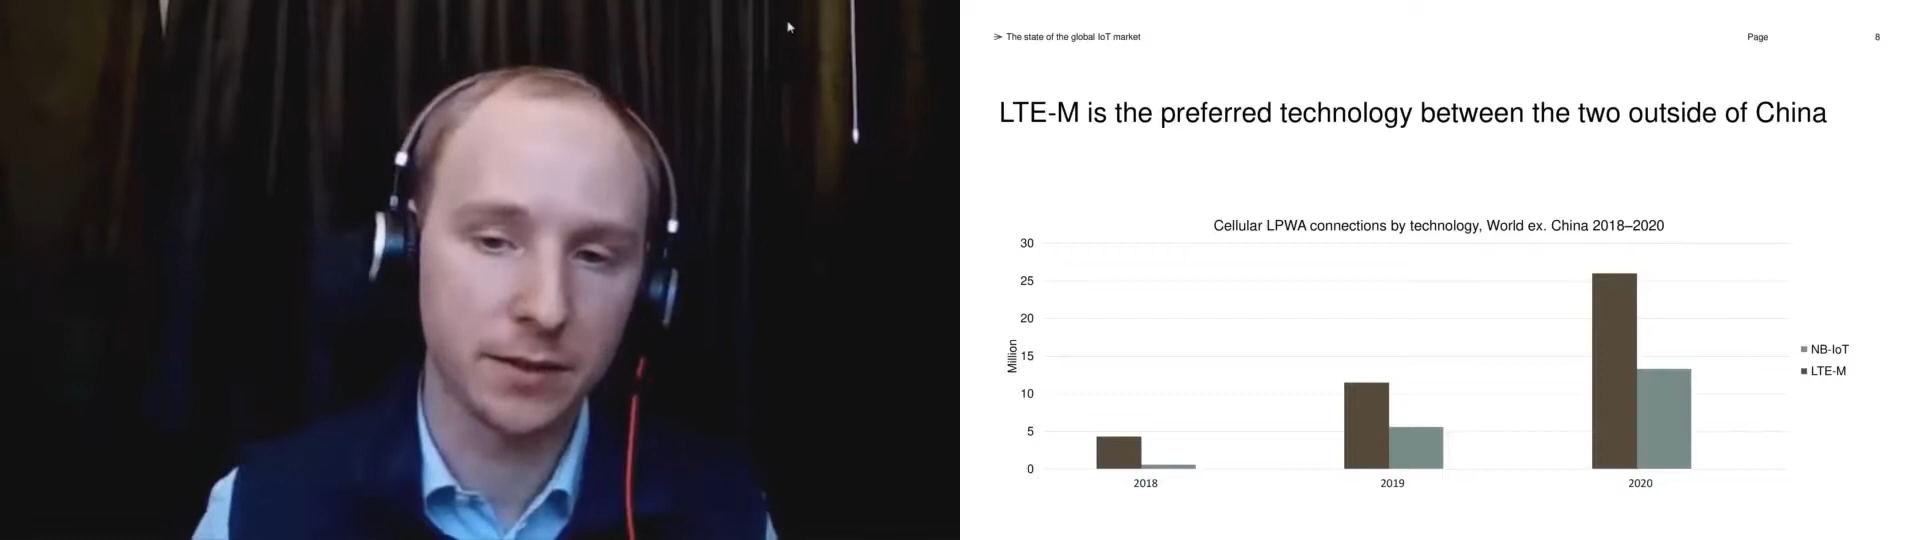 The state of the global IoT market
Page 8
LTE-M is the preferred technology between the two outside of China
Cellular LPWA connections by technology, World ex. China 2018–2020
30
25
20
15
10
5
0
Million
2018
2019
2020
NB-IoT
LTE-M